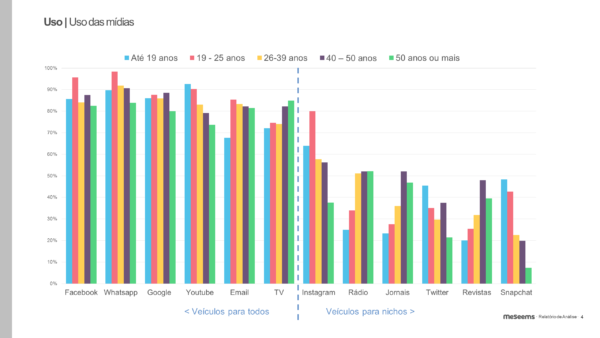 Uso | Uso das mídias
Até 19 anos 19 - 25 anos 26-39 anos 40 – 50 anos 50 anos ou mais
100%
90%
80%
70%
60%
50%
40%
30%
20%
10%
0%
Facebook Whatsapp Google Youtube Email TV Instagram Rádio Jornais Twitter Revistas Snapchat
< Veículos para todos Veículos para nichos >
meseems Relatório de Análise 4